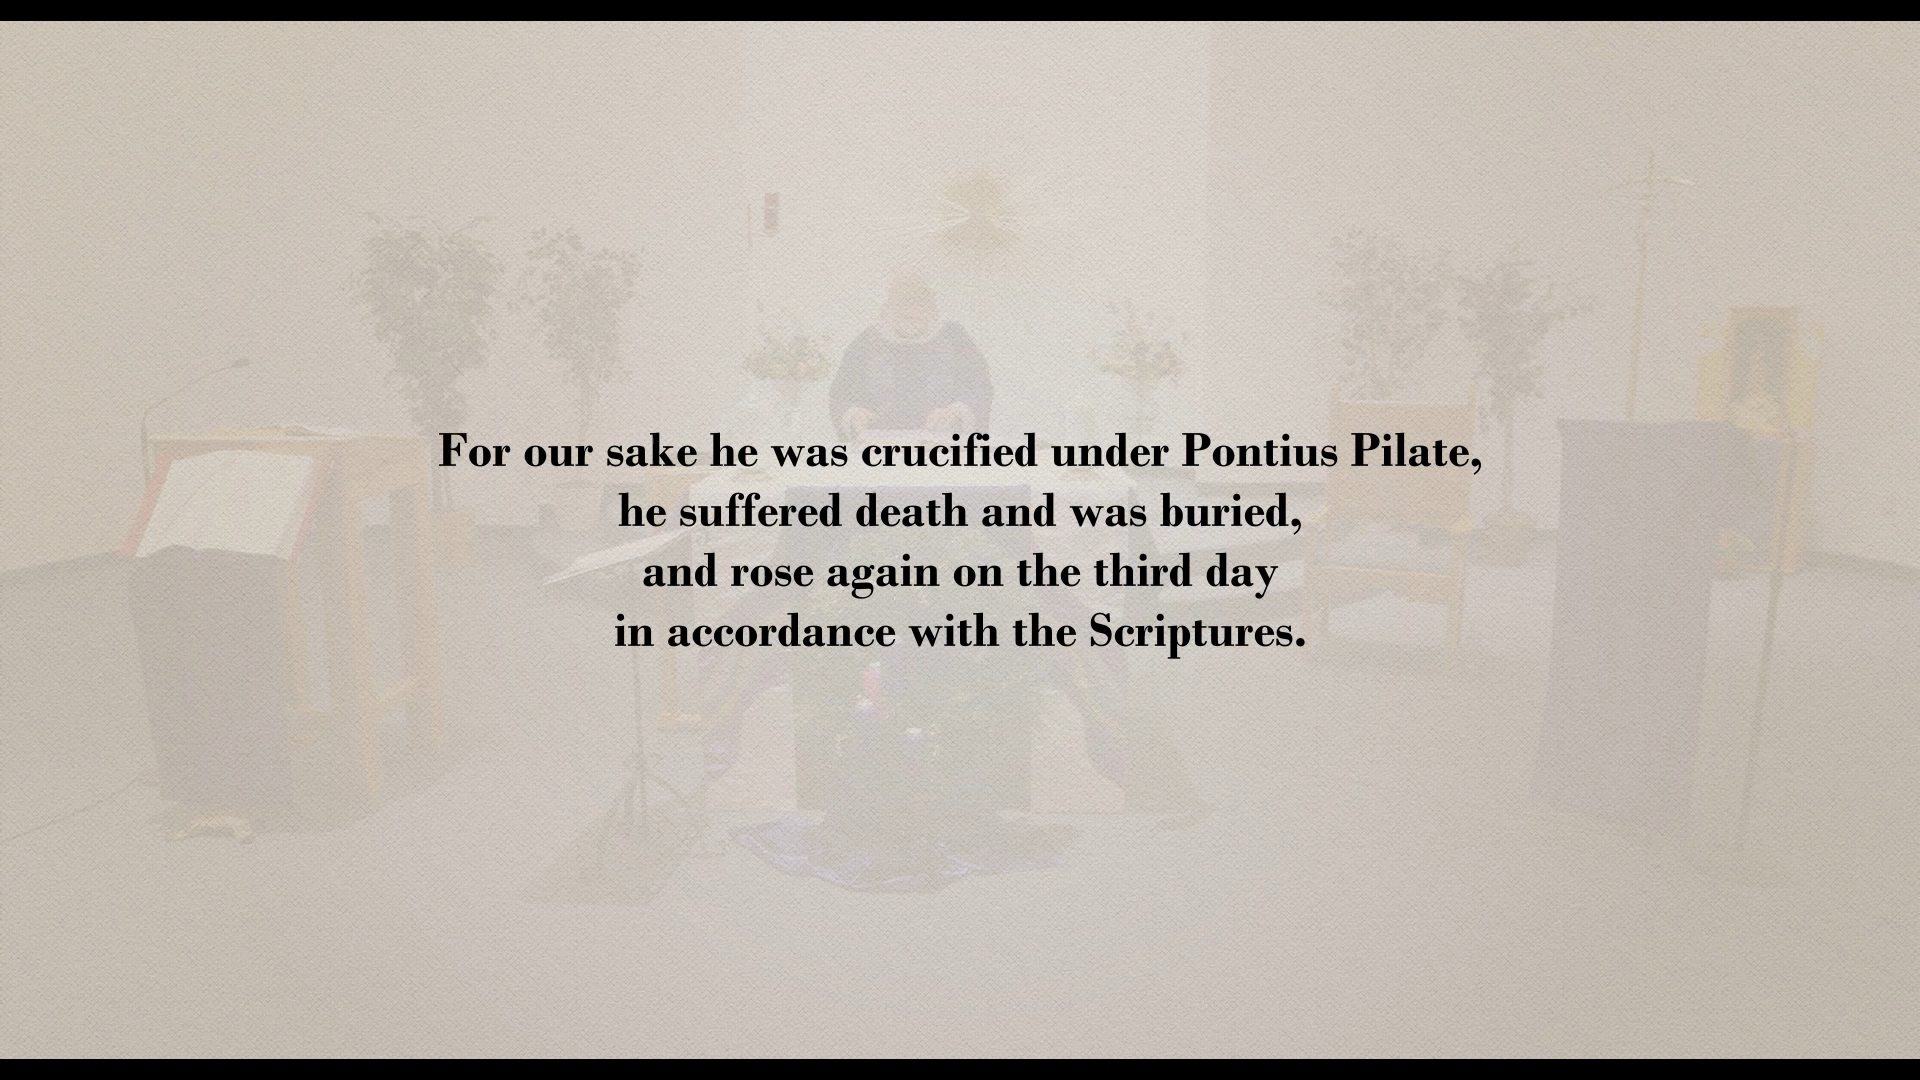 For our sake he was crucified under Pontius Pilate,
he suffered death and was buried,
and rose again on the third day
in accordance with the Scriptures.